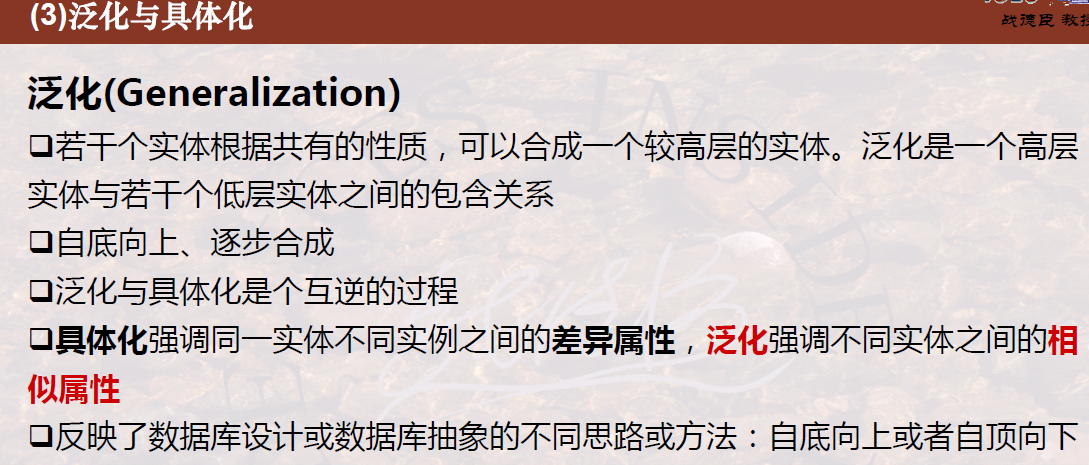 (3)泛化与具体化
战德臣 教授
泛化(Generalization)
❑若干个实体根据共有的性质，可以合成一个较高层的实体。泛化是一个高层
实体与若干个低层实体之间的包含关系
❑自底向上、逐步合成
❑泛化与具体化是个互逆的过程
❑具体化强调同一实体不同实例之间的差异属性，泛化强调不同实体之间的相
似属性
❑反映了数据库设计或数据库抽象的不同思路或方法：自底向上或者自顶向下